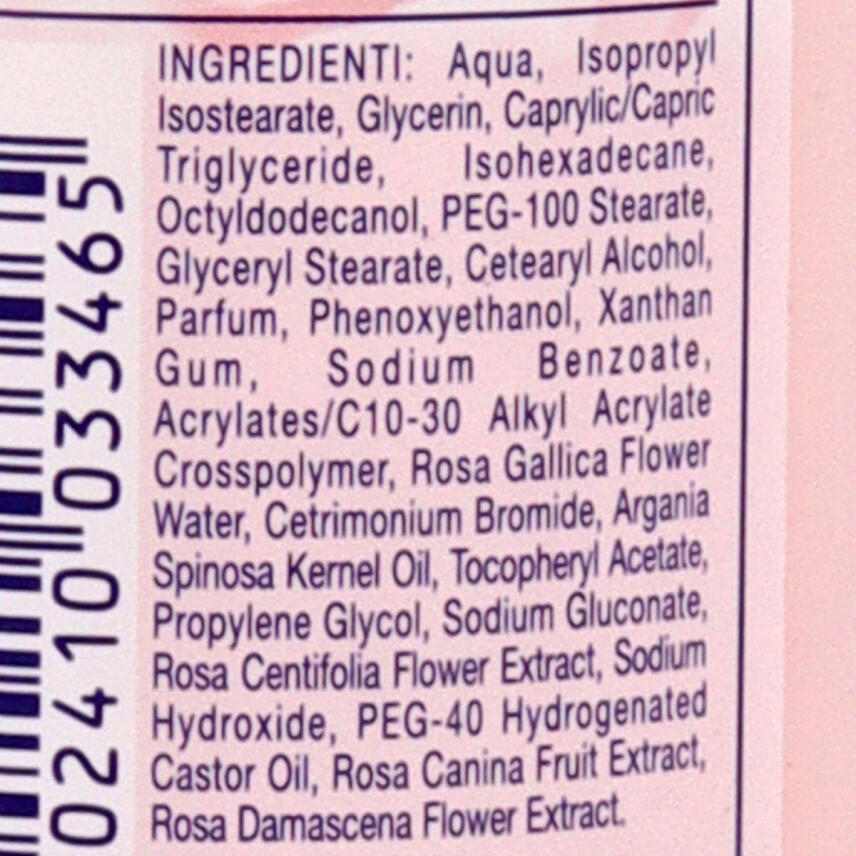 INGREDIENTI: Aqua, Isopropyl
Isostearate, Glycerin, Caprylic/Capric
Triglyceride, Isohexadecane,
Octyldodecanol, PEG-100 Stearate,
Glyceryl Stearate, Cetearyl Alcohol,
Parfum, Phenoxyethanol, Xanthan
Gum, Sodium Benzoate,
Acrylates/C10-30 Alkyl Acrylate
Crosspolymer, Rosa Gallica Flower
Water, Cetrimonium Bromide, Argania
Spinosa Kernel Oil, Tocopheryl Acetate,
Propylene Glycol, Sodium Gluconate,
Rosa Centifolia Flower Extract, Sodium
Hydroxide, PEG-40 Hydrogenated
Castor Oil, Rosa Canina Fruit Extract,
Rosa Damascena Flower Extract.
02410 033465